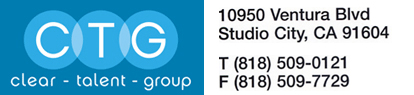 CTG
clear - talent - group
10950 Ventura Blvd
Studio City, CA 91604
T (818) 509-0121
F (818) 509-7729